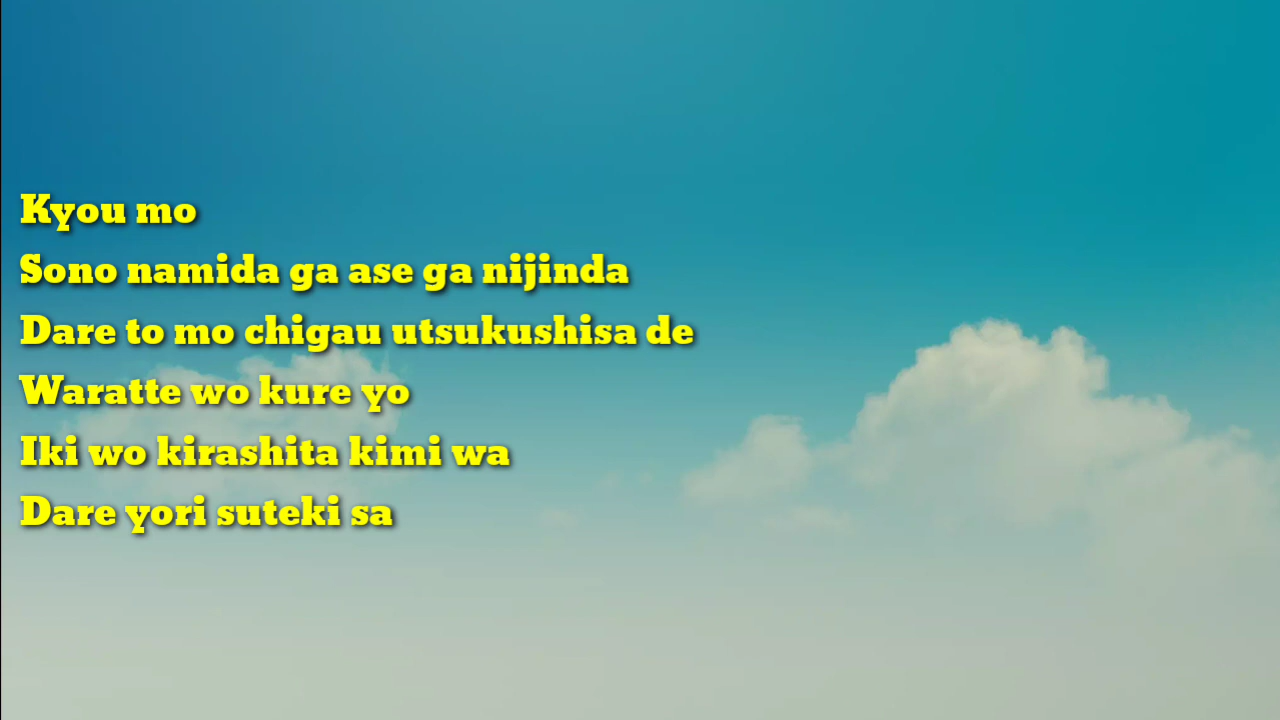 Kyou mo
Sono namida ga ase ga nijinda
Dare to mo chigau utsukushisa de
Waratte wo kure yo
Iki wo kirashita kimi wa
Dare yori suteki sa